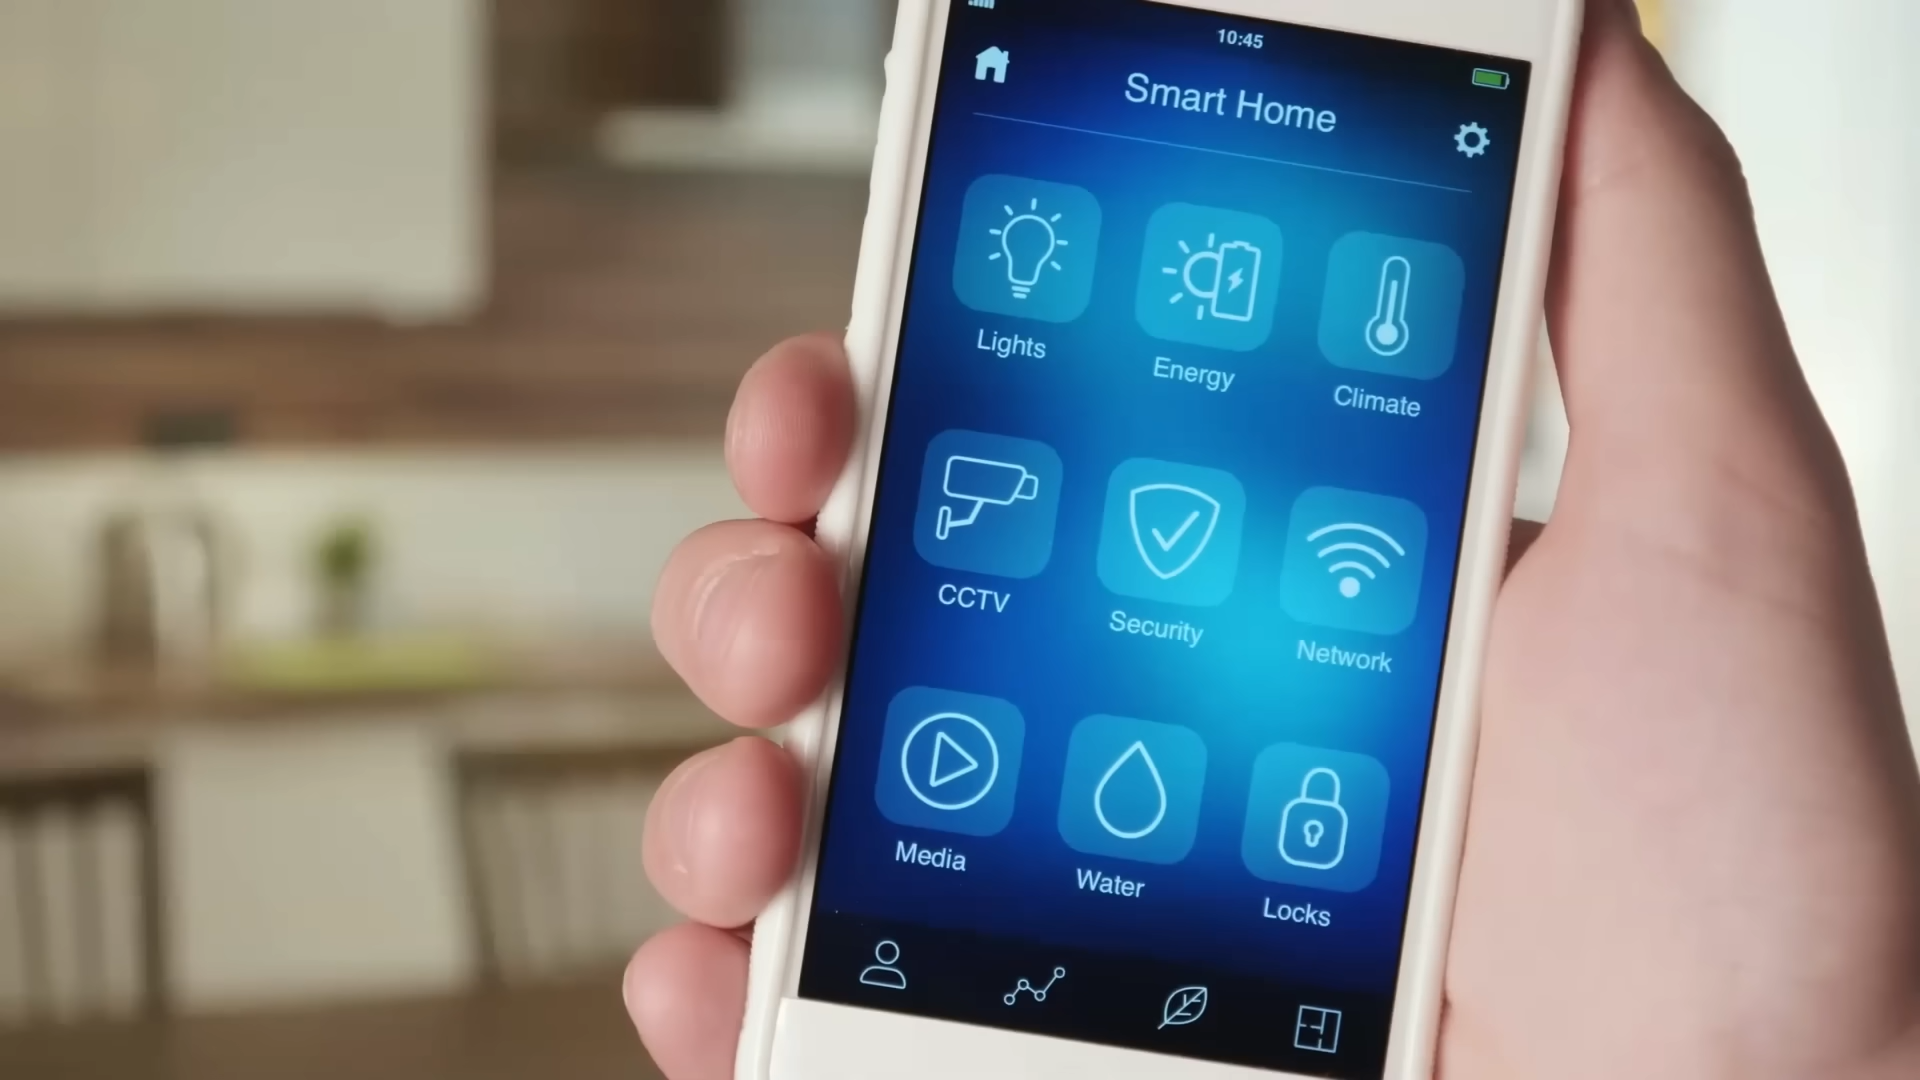 10:45
Smart Home
Lights
Energy
Climate
CCTV
Security
Network
Media
Water
Locks